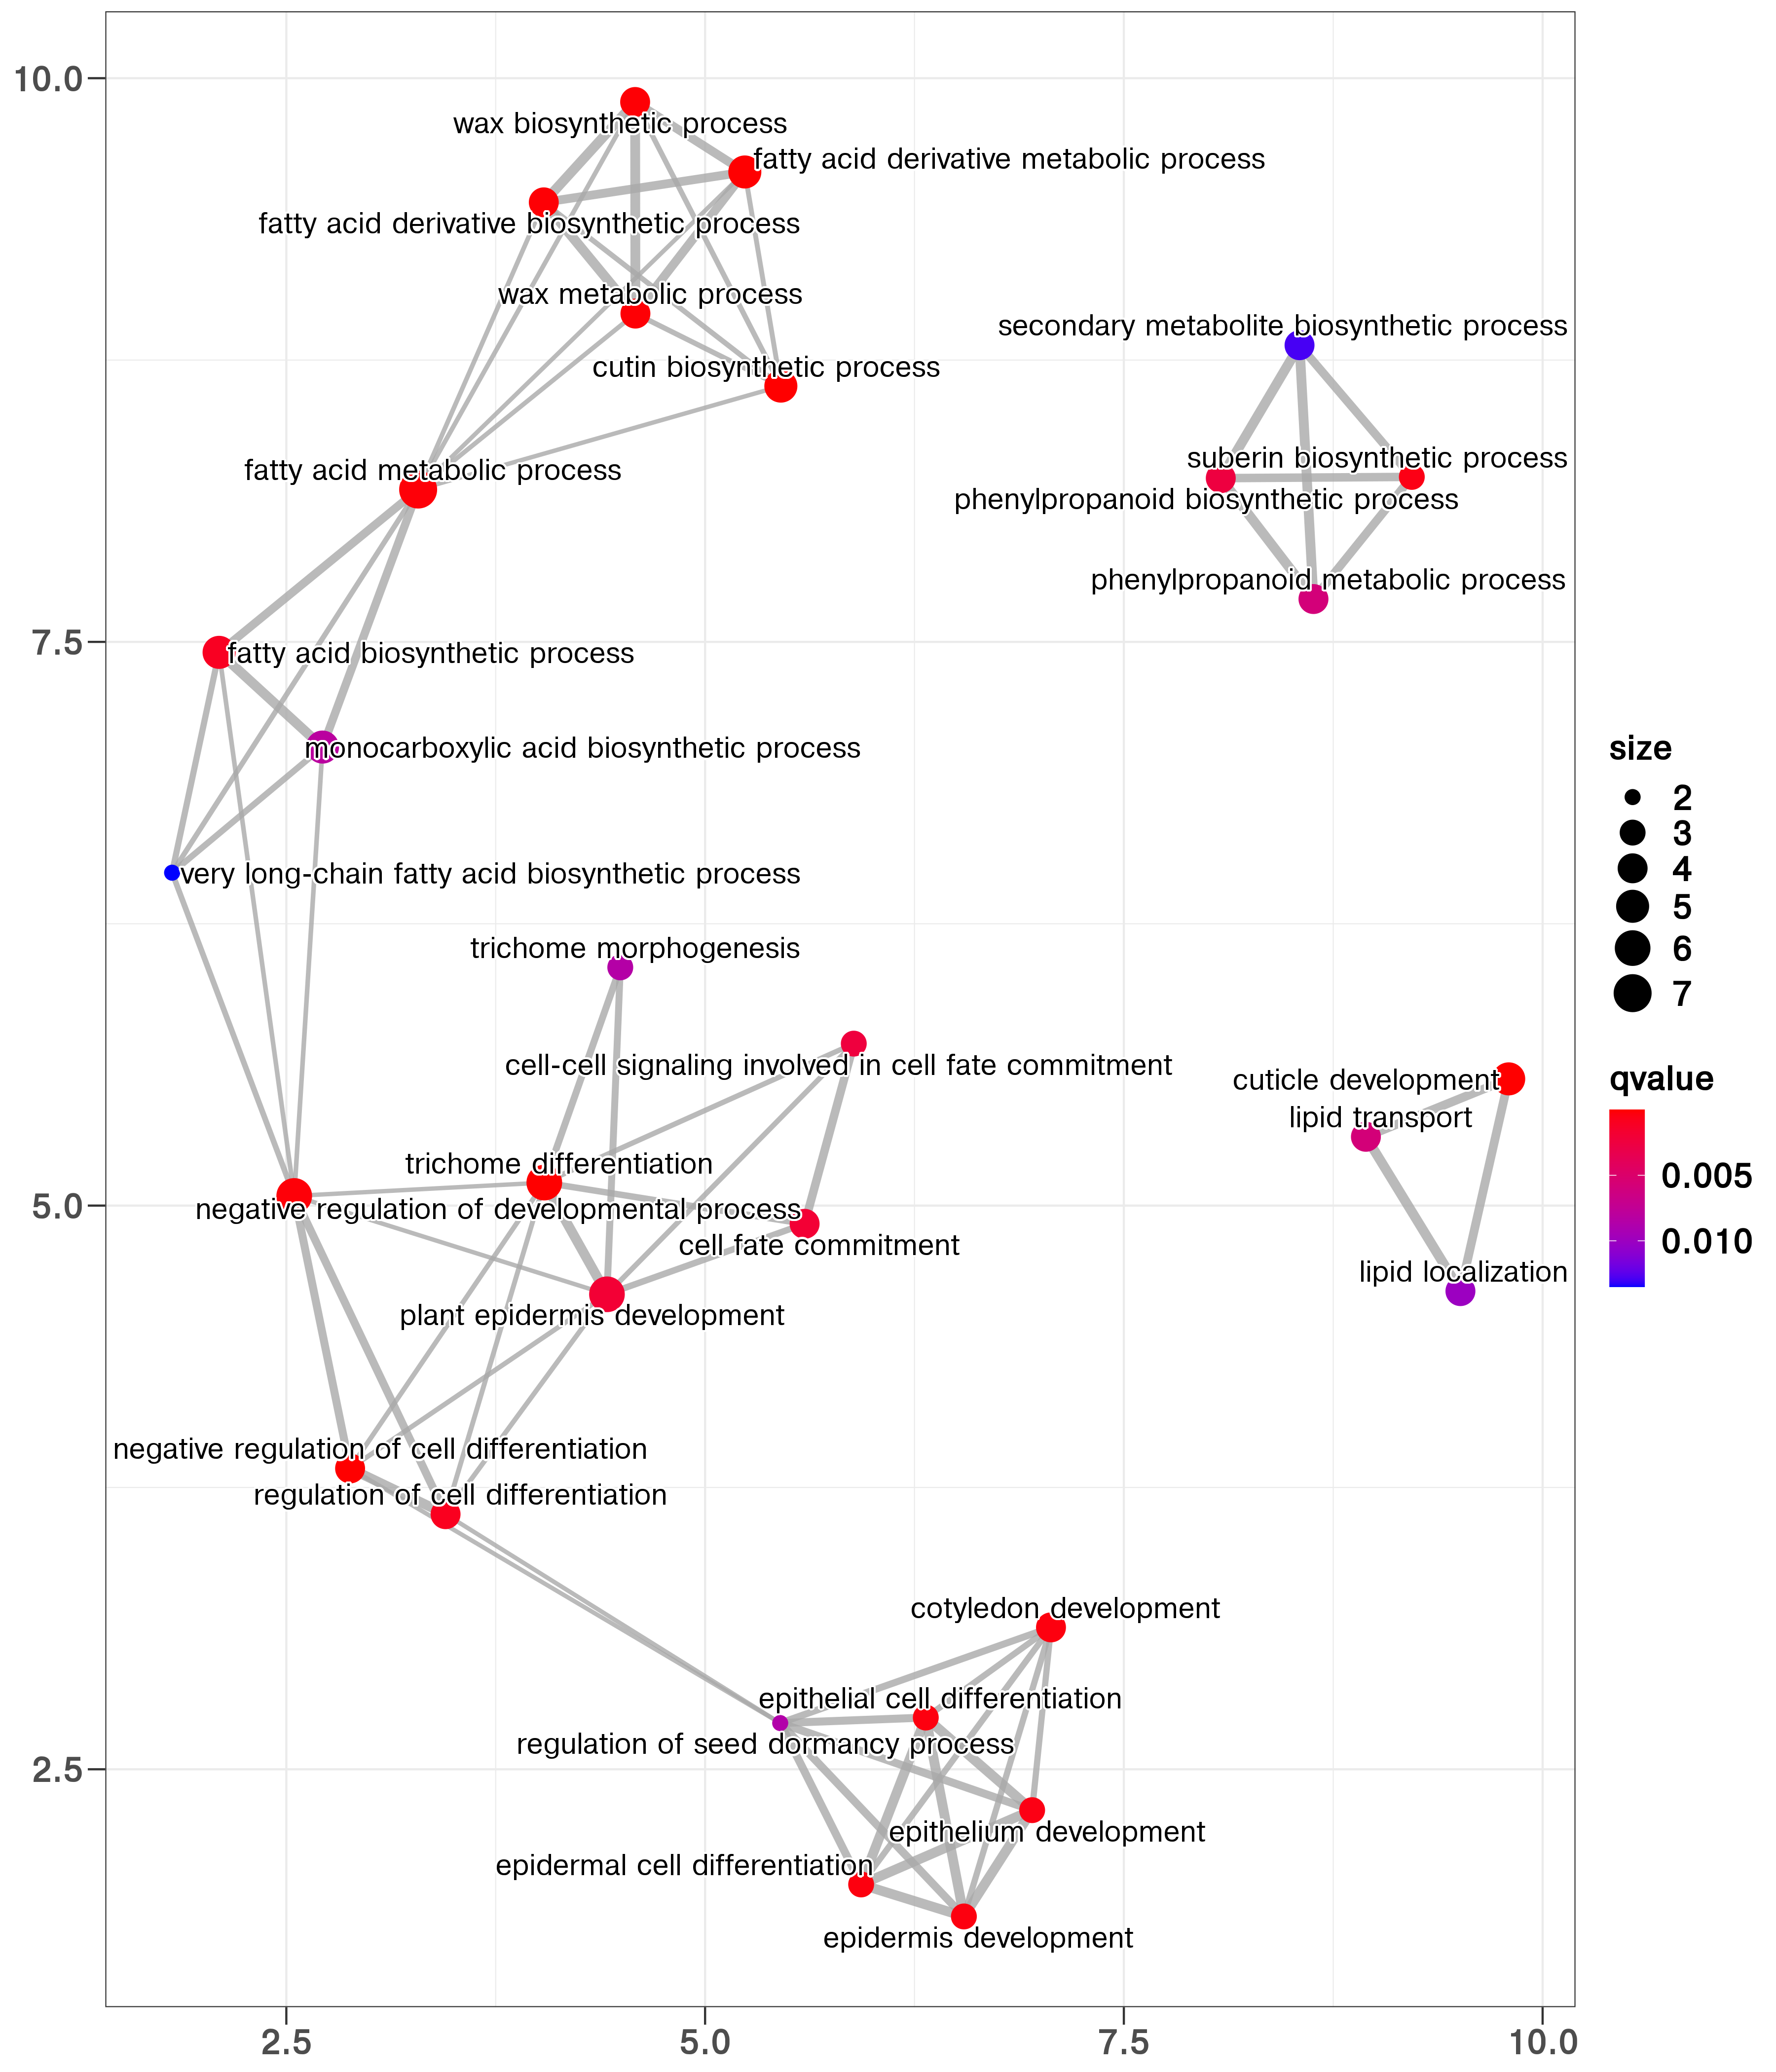 10.0
wax biosynthetic process
fatty acid derivative metabolic process
fatty acid derivative biosynthetic process
wax metabolic process
secondary metabolite biosynthetic process
cutin biosynthetic process
suberin biosynthetic process
fatty acid metabolic process
phenylpropanoid biosynthetic process
phenylpropanoid metabolic process
7.5
fatty acid biosynthetic process
monocarboxylic acid biosynthetic process
very long-chain fatty acid biosynthetic process
trichome morphogenesis
cell-cell signaling involved in cell fate commitment
cuticle development
lipid transport
trichome differentiation
5.0
negative regulation of developmental process
cell fate commitment
lipid localization
plant epidermis development
negative regulation of cell differentiation
regulation of cell differentiation
cotyledon development
epithelial cell differentiation
regulation of seed dormancy process
2.5
epithelium development
epidermal cell differentiation
epidermis development
2.5
5.0
7.5
10.0
size
2
3
4
5
6
7
qvalue
0.005
0.010